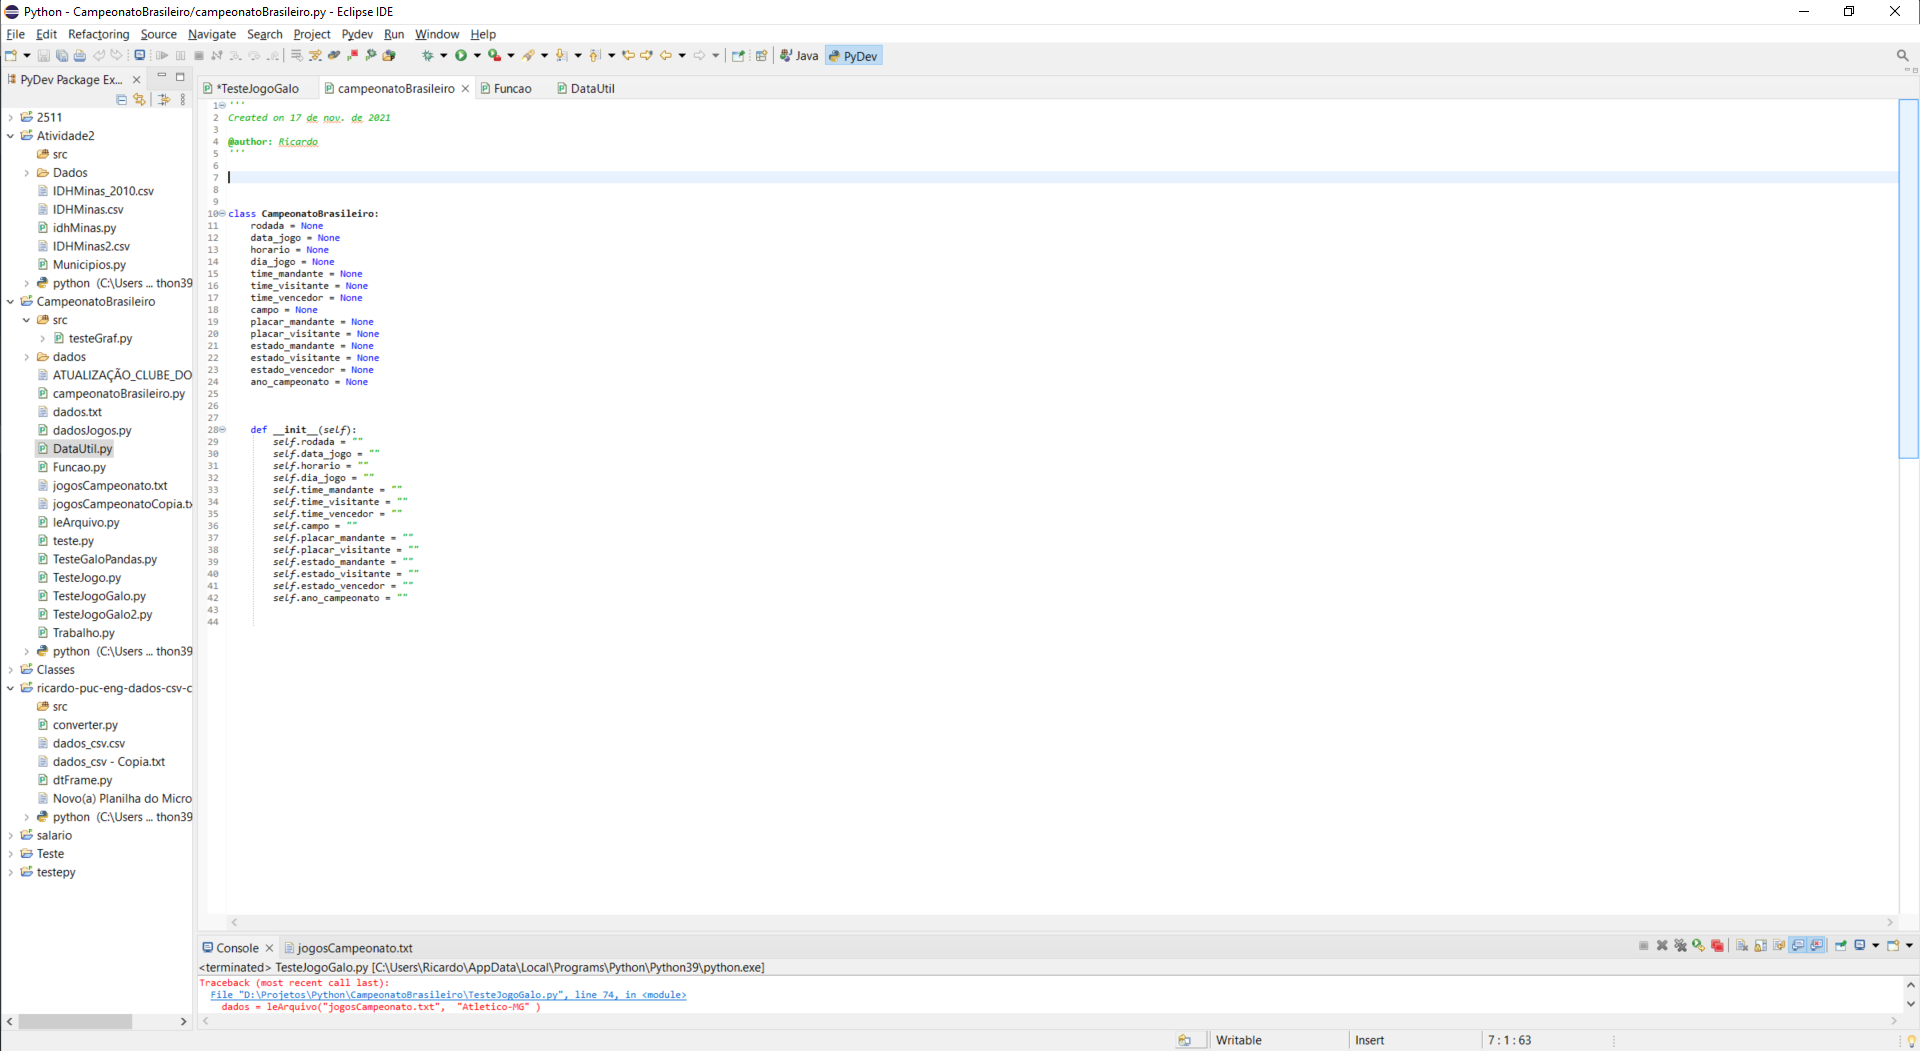 Python - CampeonatoBrasileiro/campeonatoBrasileiro.py - Eclipse IDE
File Edit Refactoring Source Navigate Search Project Pydev Run Window Help
Java PyDev
PyDev Package Ex...
2511
Atividade2
src
Dados
IDHMinas_2010.csv
IDHMinas.csv
idhMinas.py
IDHMinas2.csv
Municipios.py
python (C:\Users ... thon39
CampeonatoBrasileiro
src
testeGraf.py
dados
ATUALIZAÇÃO_CLUBE_DO
campeonatoBrasileiro.py
dados.txt
dadosJogos.py
DataUtil.py
Funcao.py
jogosCampeonato.txt
jogosCampeonatoCopia.tx
leArquivo.py
teste.py
TesteGaloPandas.py
TesteJogo.py
TesteJogoGalo.py
TesteJogoGalo2.py
Trabalho.py
python (C:\Users ... thon39
Classes
ricardo-puc-eng-dados-csv-c
src
converter.py
dados_csv.csv
dados_csv - Copia.txt
dtFrame.py
Novo(a) Planilha do Micro
python (C:\Users ... thon39
salario
Teste
testepy
*TesteJogoGalo campeonatoBrasileiro Funcao DataUtil
1 '''
2 Created on 17 de nov. de 2021
3
4 @author: Ricardo
5 '''
6
7
8
9
10 class CampeonatoBrasileiro:
11 rodada = None
12 data_jogo = None
13 horario = None
14 dia_jogo = None
15 time_mandante = None
16 time_visitante = None
17 time_vencedor = None
18 campo = None
19 placar_mandante = None
20 placar_visitante = None
21 estado_mandante = None
22 estado_visitante = None
23 estado_vencedor = None
24 ano_campeonato = None
25
26
27
28 def __init__(self):
29 self.rodada = ""
30 self.data_jogo = ""
31 self.horario = ""
32 self.dia_jogo = ""
33 self.time_mandante = ""
34 self.time_visitante = ""
35 self.time_vencedor = ""
36 self.campo = ""
37 self.placar_mandante = ""
38 self.placar_visitante = ""
39 self.estado_mandante = ""
40 self.estado_visitante = ""
41 self.estado_vencedor = ""
42 self.ano_campeonato = ""
43
44
Console jogosCampeonato.txt
<terminated> TesteJogoGalo.py [C:\Users\Ricardo\AppData\Local\Programs\Python\Python39\python.exe]
Traceback (most recent call last):
File "D:\Projetos\Python\CampeonatoBrasileiro\TesteJogoGalo.py", line 74, in <module>
dados = leArquivo("jogosCampeonato.txt", "Atletico-MG" )
Writable Insert 7 : 1 : 63